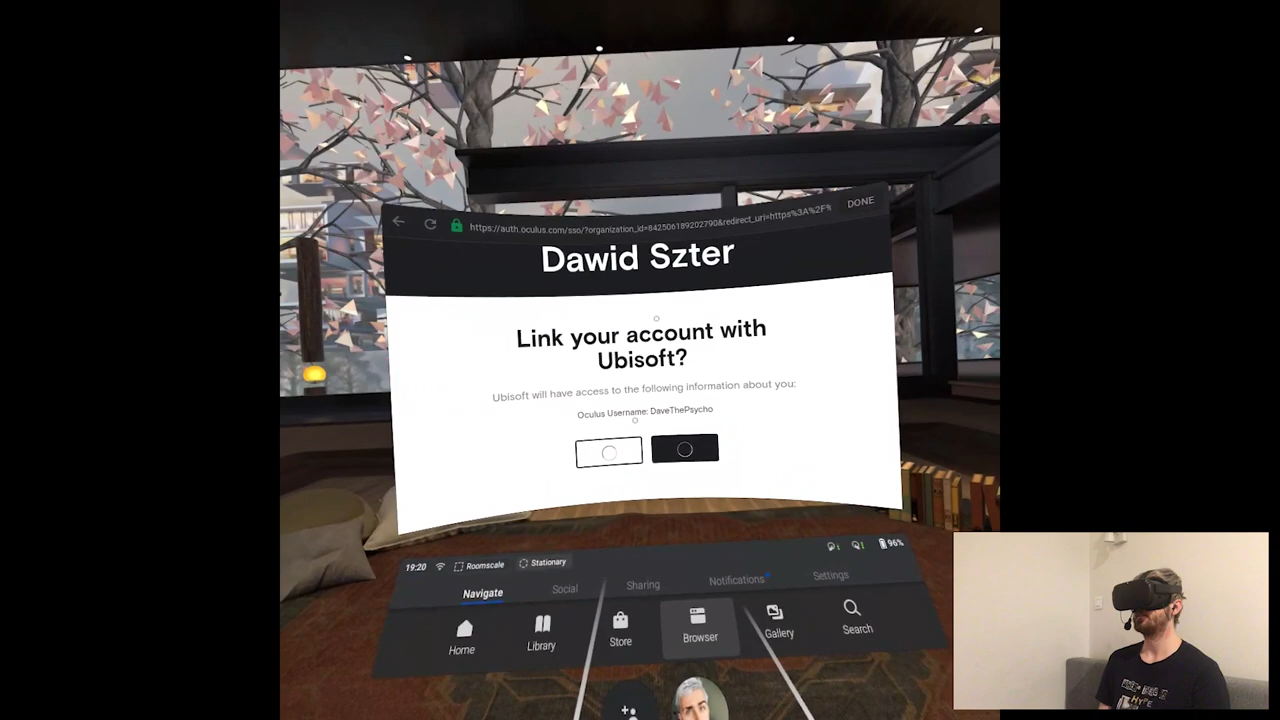 https://auth.oculus.com/sso/?organization_id=842506189202790&redirect_uri=https%3A%2F%
DONE
Dawid Szter
Link your account with
Ubisoft?
Ubisoft will have access to the following information about you:
Oculus Username: DaveThePsycho
19:20
Roomscale
Stationary
96%
Navigate
Social
Sharing
Notifications
Settings
Home
Library
Store
Browser
Gallery
Search
HYPE